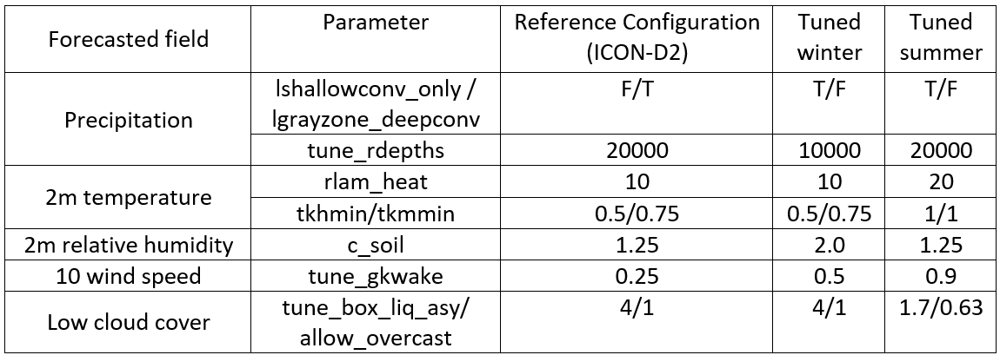 Forecasted field Parameter Reference Configuration (ICON-D2) Tuned winter Tuned summer
Precipitation lshallowconv_only / lgrayzone_deepconv F/T T/F T/F
tune_rdepths 20000 10000 20000
2m temperature rlam_heat 10 10 20
tkhmin/tkmmin 0.5/0.75 0.5/0.75 1/1
2m relative humidity c_soil 1.25 2.0 1.25
10 wind speed tune_gkwake 0.25 0.5 0.9
Low cloud cover tune_box_liq_asy/ allow_overcast 4/1 4/1 1.7/0.63